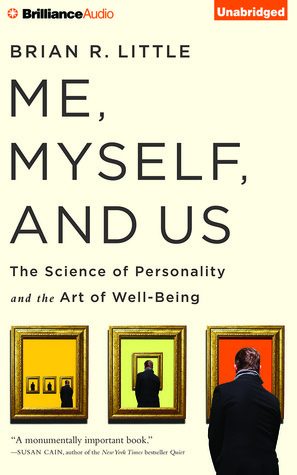 BrillianceAudio
Unabridged
BRIAN R. LITTLE
ME,
MYSELF,
AND US
The Science of Personality
and the Art of Well-Being
“A monumentally important book.”
—SUSAN CAIN, author of the New York Times bestseller Quiet